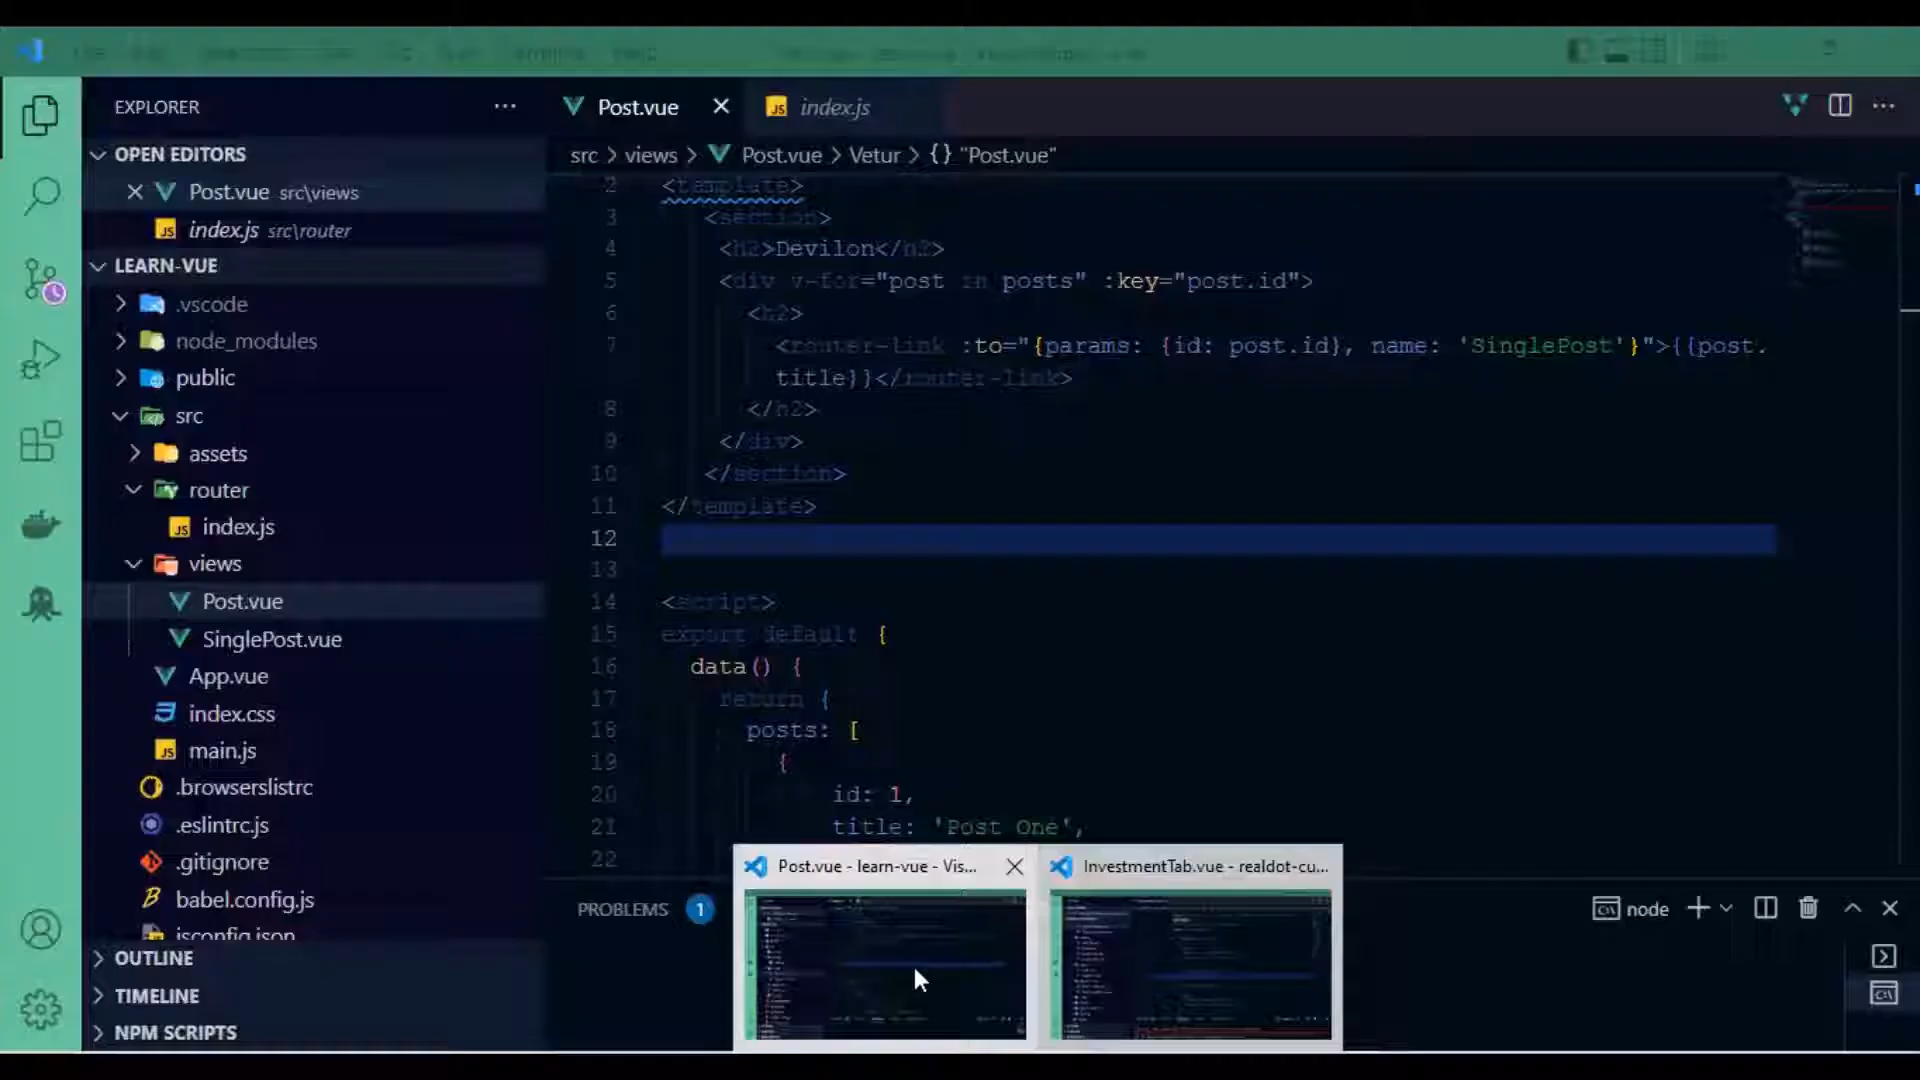 EXPLORER
OPEN EDITORS
Post.vue src\views
index.js src\router
LEARN-VUE
.vscode
node_modules
public
src
assets
router
index.js
views
Post.vue
SinglePost.vue
App.vue
index.css
main.js
.browserslistrc
.eslintrc.js
.gitignore
babel.config.js
jsconfig.json
OUTLINE
TIMELINE
NPM SCRIPTS
Post.vue
index.js
src > views > Post.vue > Vetur > {} "Post.vue"
2 <template>
3 <section>
4 <h2>Devilon</h2>
5 <div v-for="post in posts" :key="post.id">
6 <h2>
7 <router-link :to="{params: {id: post.id}, name: 'SinglePost'}">{{post.
title}}</router-link>
8 </h2>
9 </div>
10 </section>
11 </template>
12
13
14 <script>
15 export default {
16 data() {
17 return {
18 posts: [
19 {
20 id: 1,
21 title: 'Post One',
22
PROBLEMS 1
node
Post.vue - learn-vue - Vis...
InvestmentTab.vue - realdot-cu...